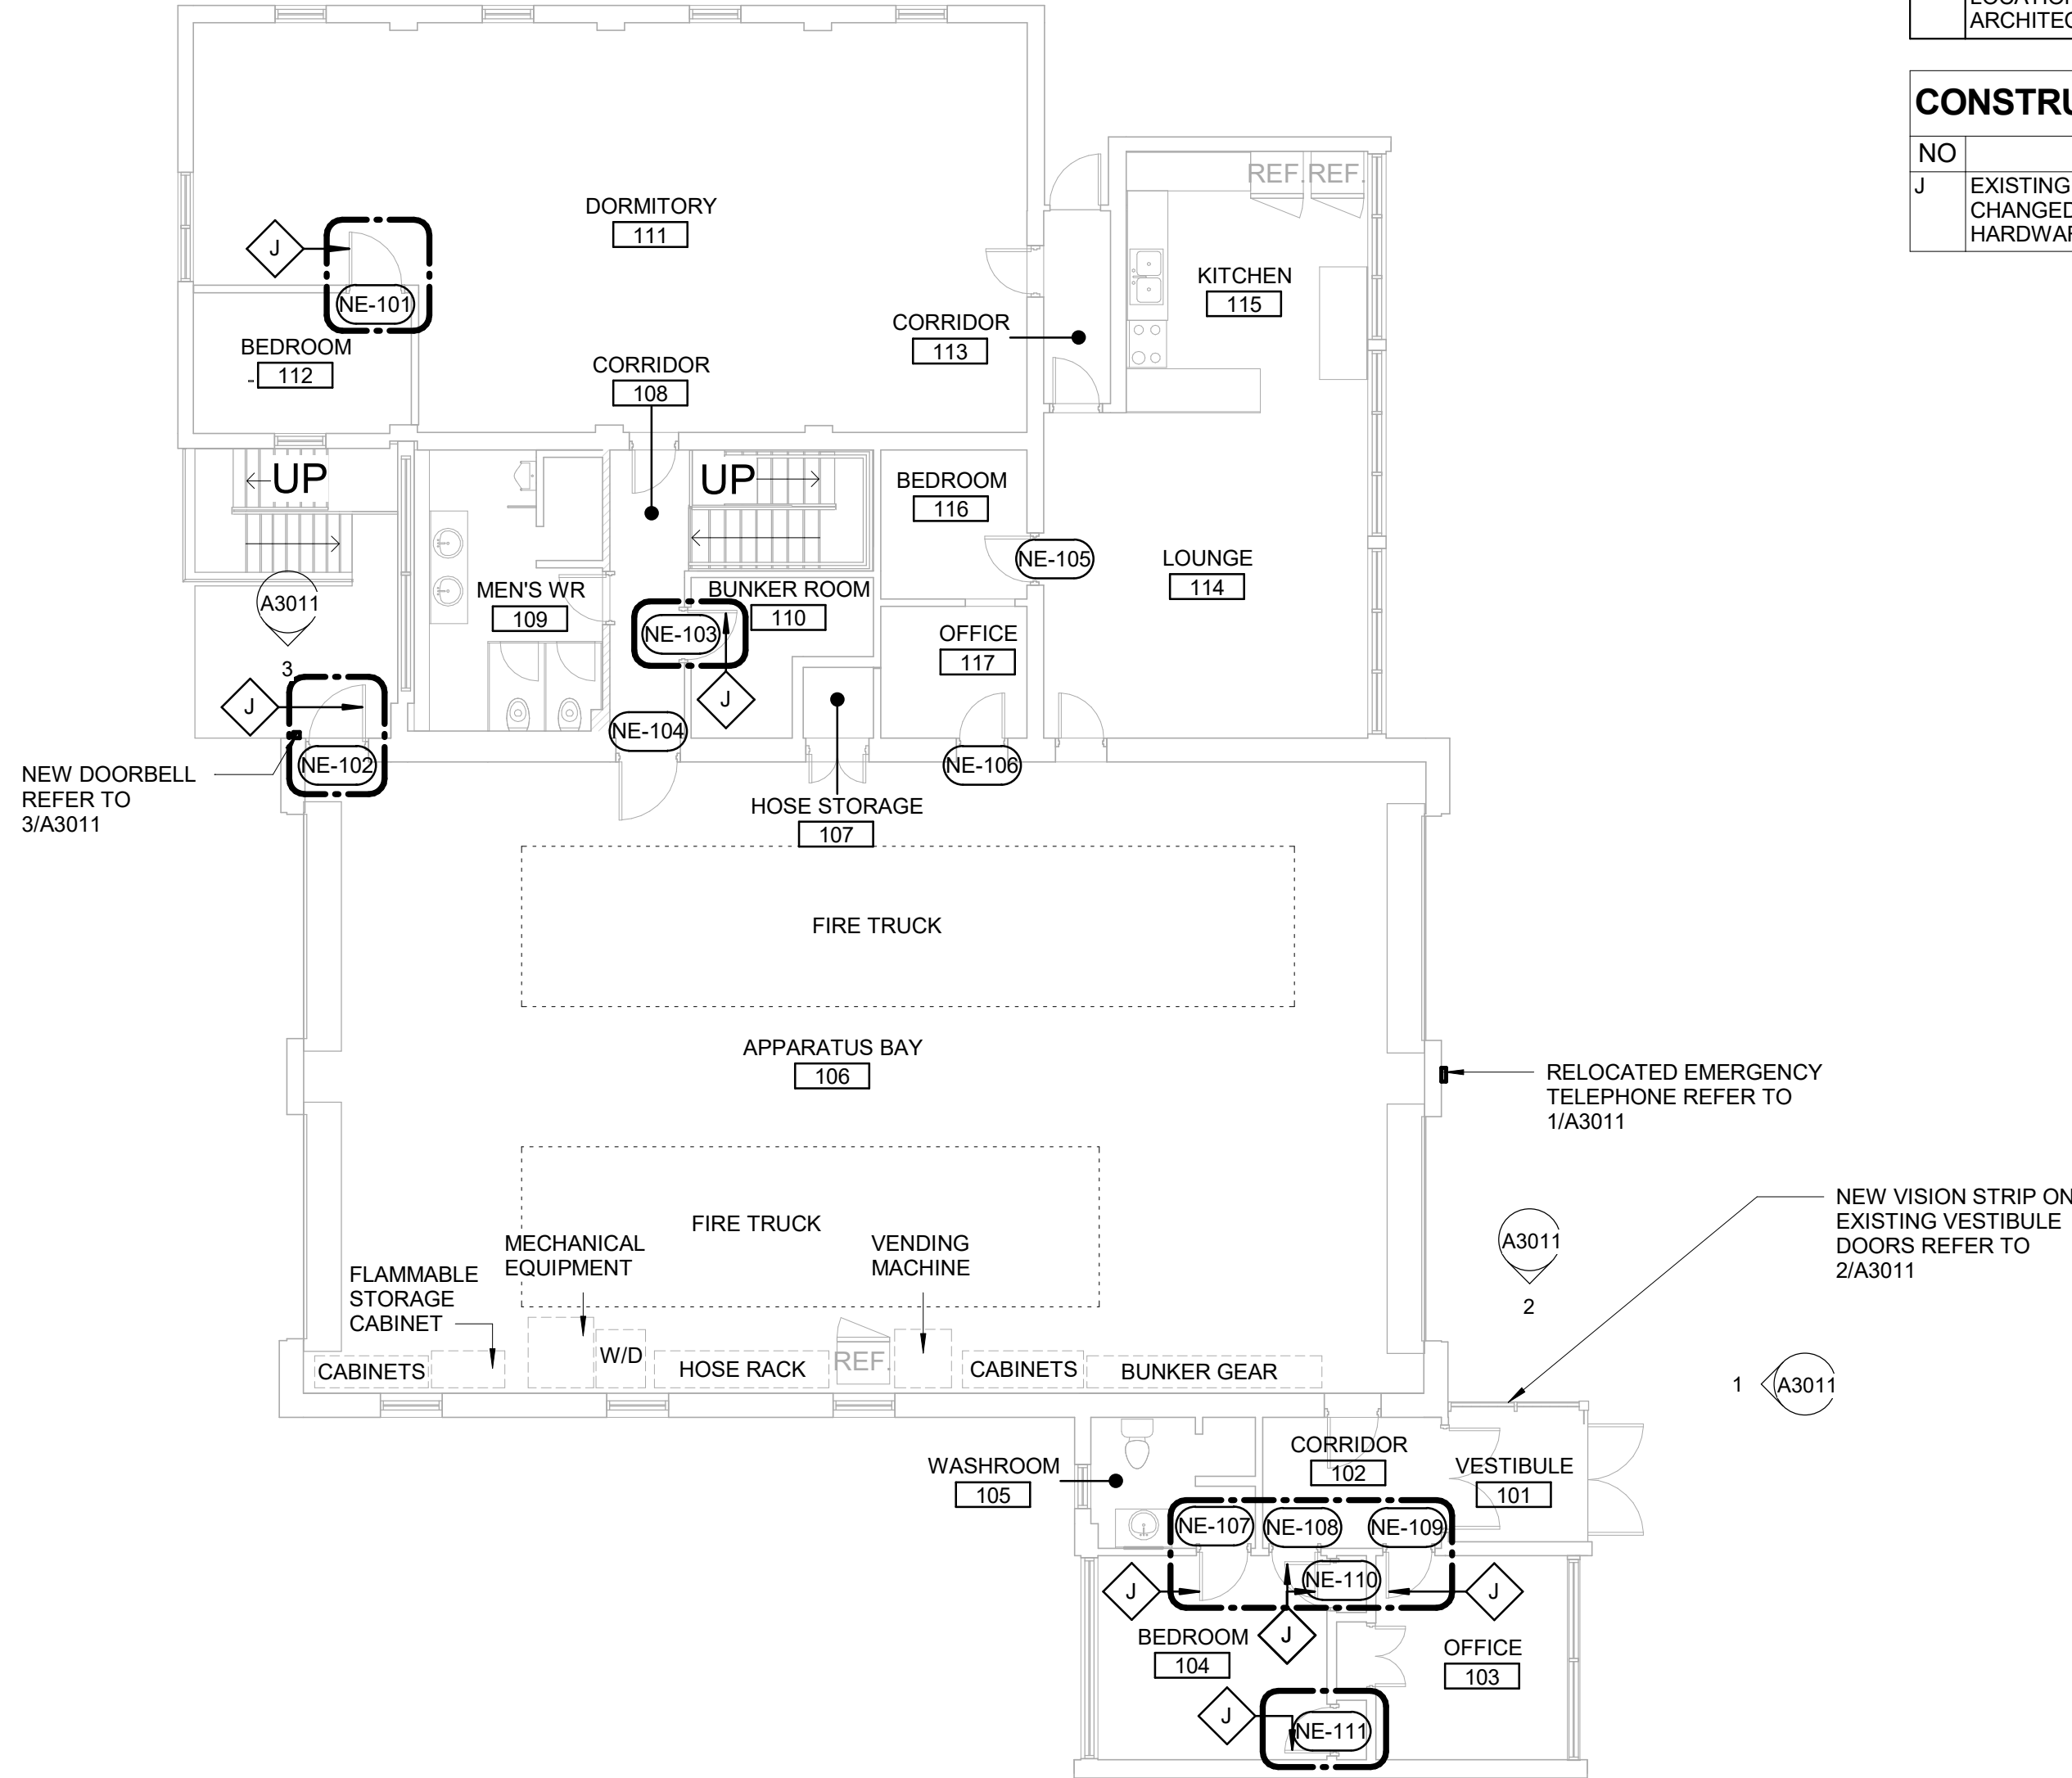 ARCHITEC
CONSTRU
NO
J
EXISTING
CHANGED
HARDWAR
REF.
REF.
DORMITORY
111
J
KITCHEN
115
NE-101
CORRIDOR
113
BEDROOM
112
CORRIDOR
108
UP
UP
BEDROOM
116
NE-105
LOUNGE
114
A3011
3
MEN'S WR
109
BUNKER ROOM
110
NE-103
OFFICE
117
J
J
NE-104
NE-102
NE-106
NEW DOORBELL
REFER TO
3/A3011
HOSE STORAGE
107
FIRE TRUCK
APPARATUS BAY
106
RELOCATED EMERGENCY
TELEPHONE REFER TO
1/A3011
NEW VISION STRIP ON
EXISTING VESTIBULE
DOORS REFER TO
2/A3011
FIRE TRUCK
MECHANICAL
EQUIPMENT
VENDING
MACHINE
A3011
2
FLAMMABLE
STORAGE
CABINET
CABINETS
W/D
HOSE RACK
REF.
CABINETS
BUNKER GEAR
1
A3011
WASHROOM
105
CORRIDOR
102
VESTIBULE
101
NE-107
NE-108
NE-109
J
NE-110
J
J
BEDROOM
104
OFFICE
103
J
NE-111